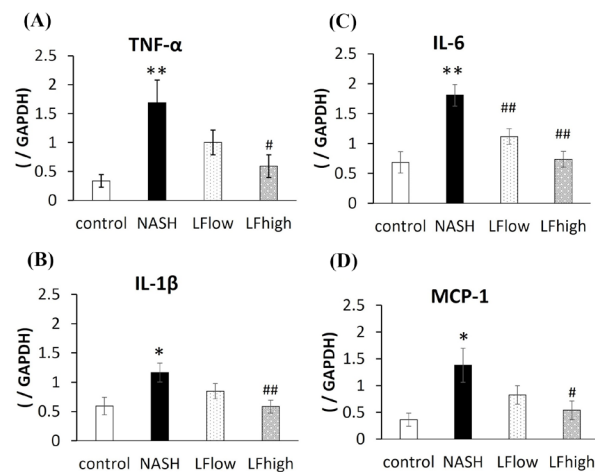 (A)
TNF-α
2.5
2
1.5
1
0.5
0
( / GAPDH)
**
#
control NASH LFlow LFhigh
(C)
IL-6
2.5
2
1.5
1
0.5
0
( / GAPDH)
**
##
##
control NASH LFlow LFhigh
(B)
IL-1β
2.5
2
1.5
1
0.5
0
( / GAPDH)
*
##
control NASH LFlow LFhigh
(D)
MCP-1
2.5
2
1.5
1
0.5
0
( / GAPDH)
*
#
control NASH LFlow LFhigh